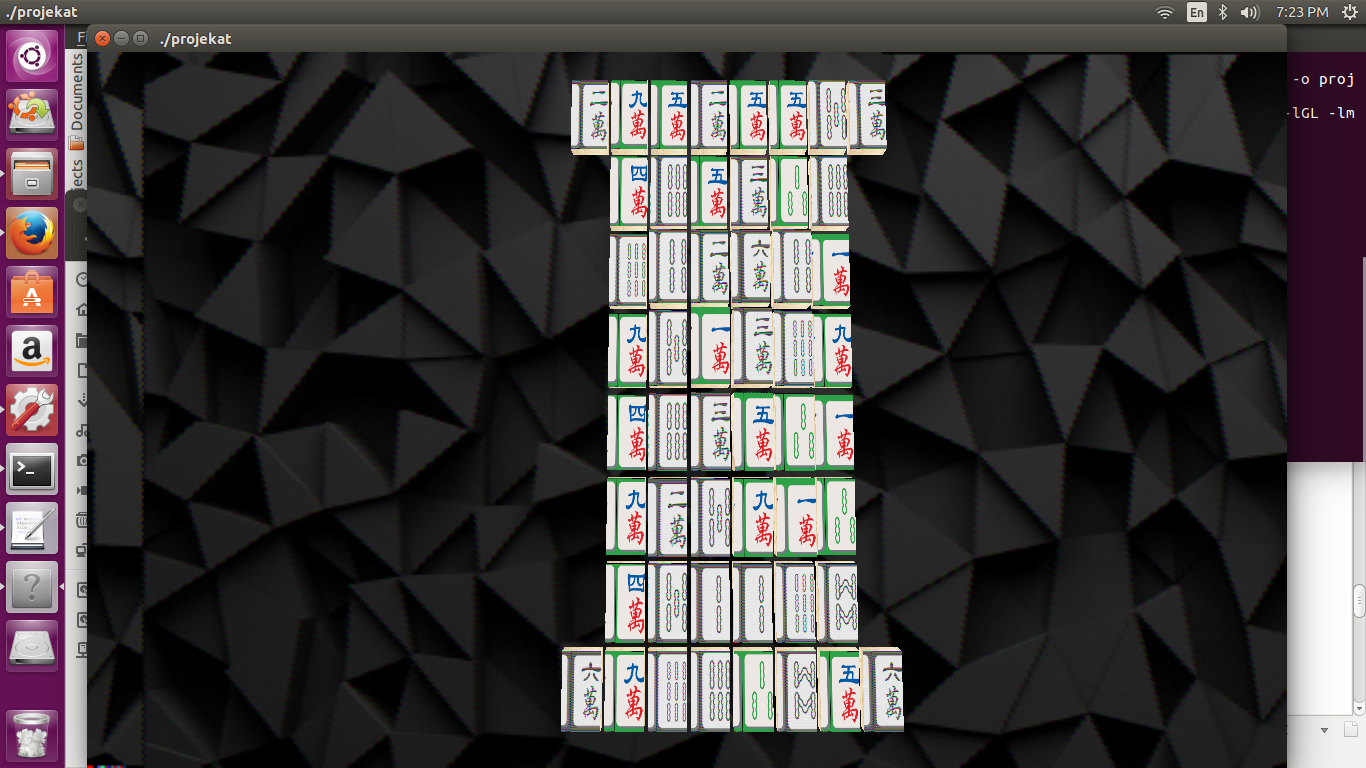 ./projekat
En
7:23 PM
./projekat
Documents
-o proj
-lGL -lm
二萬 九萬 五萬 二萬 五萬 五萬 三萬
四萬 五萬 三萬
二萬 六萬 一萬
九萬 一萬 三萬 九萬
四萬 三萬 五萬 一萬
九萬 二萬 九萬 一萬
四萬
六萬 九萬 五萬 六萬